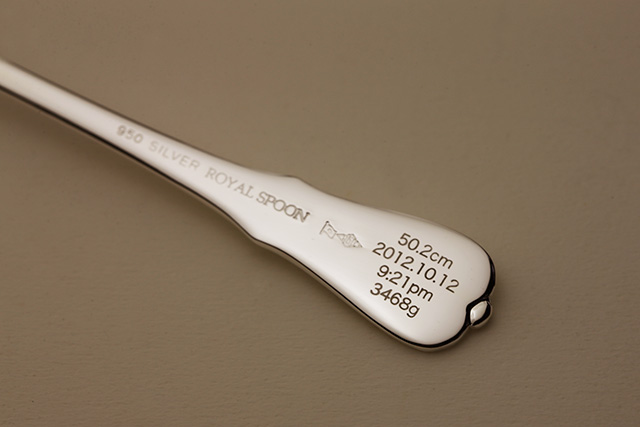 950 SILVER ROYAL SPOON
50.2cm
2012.10.12
9:21pm
3468g